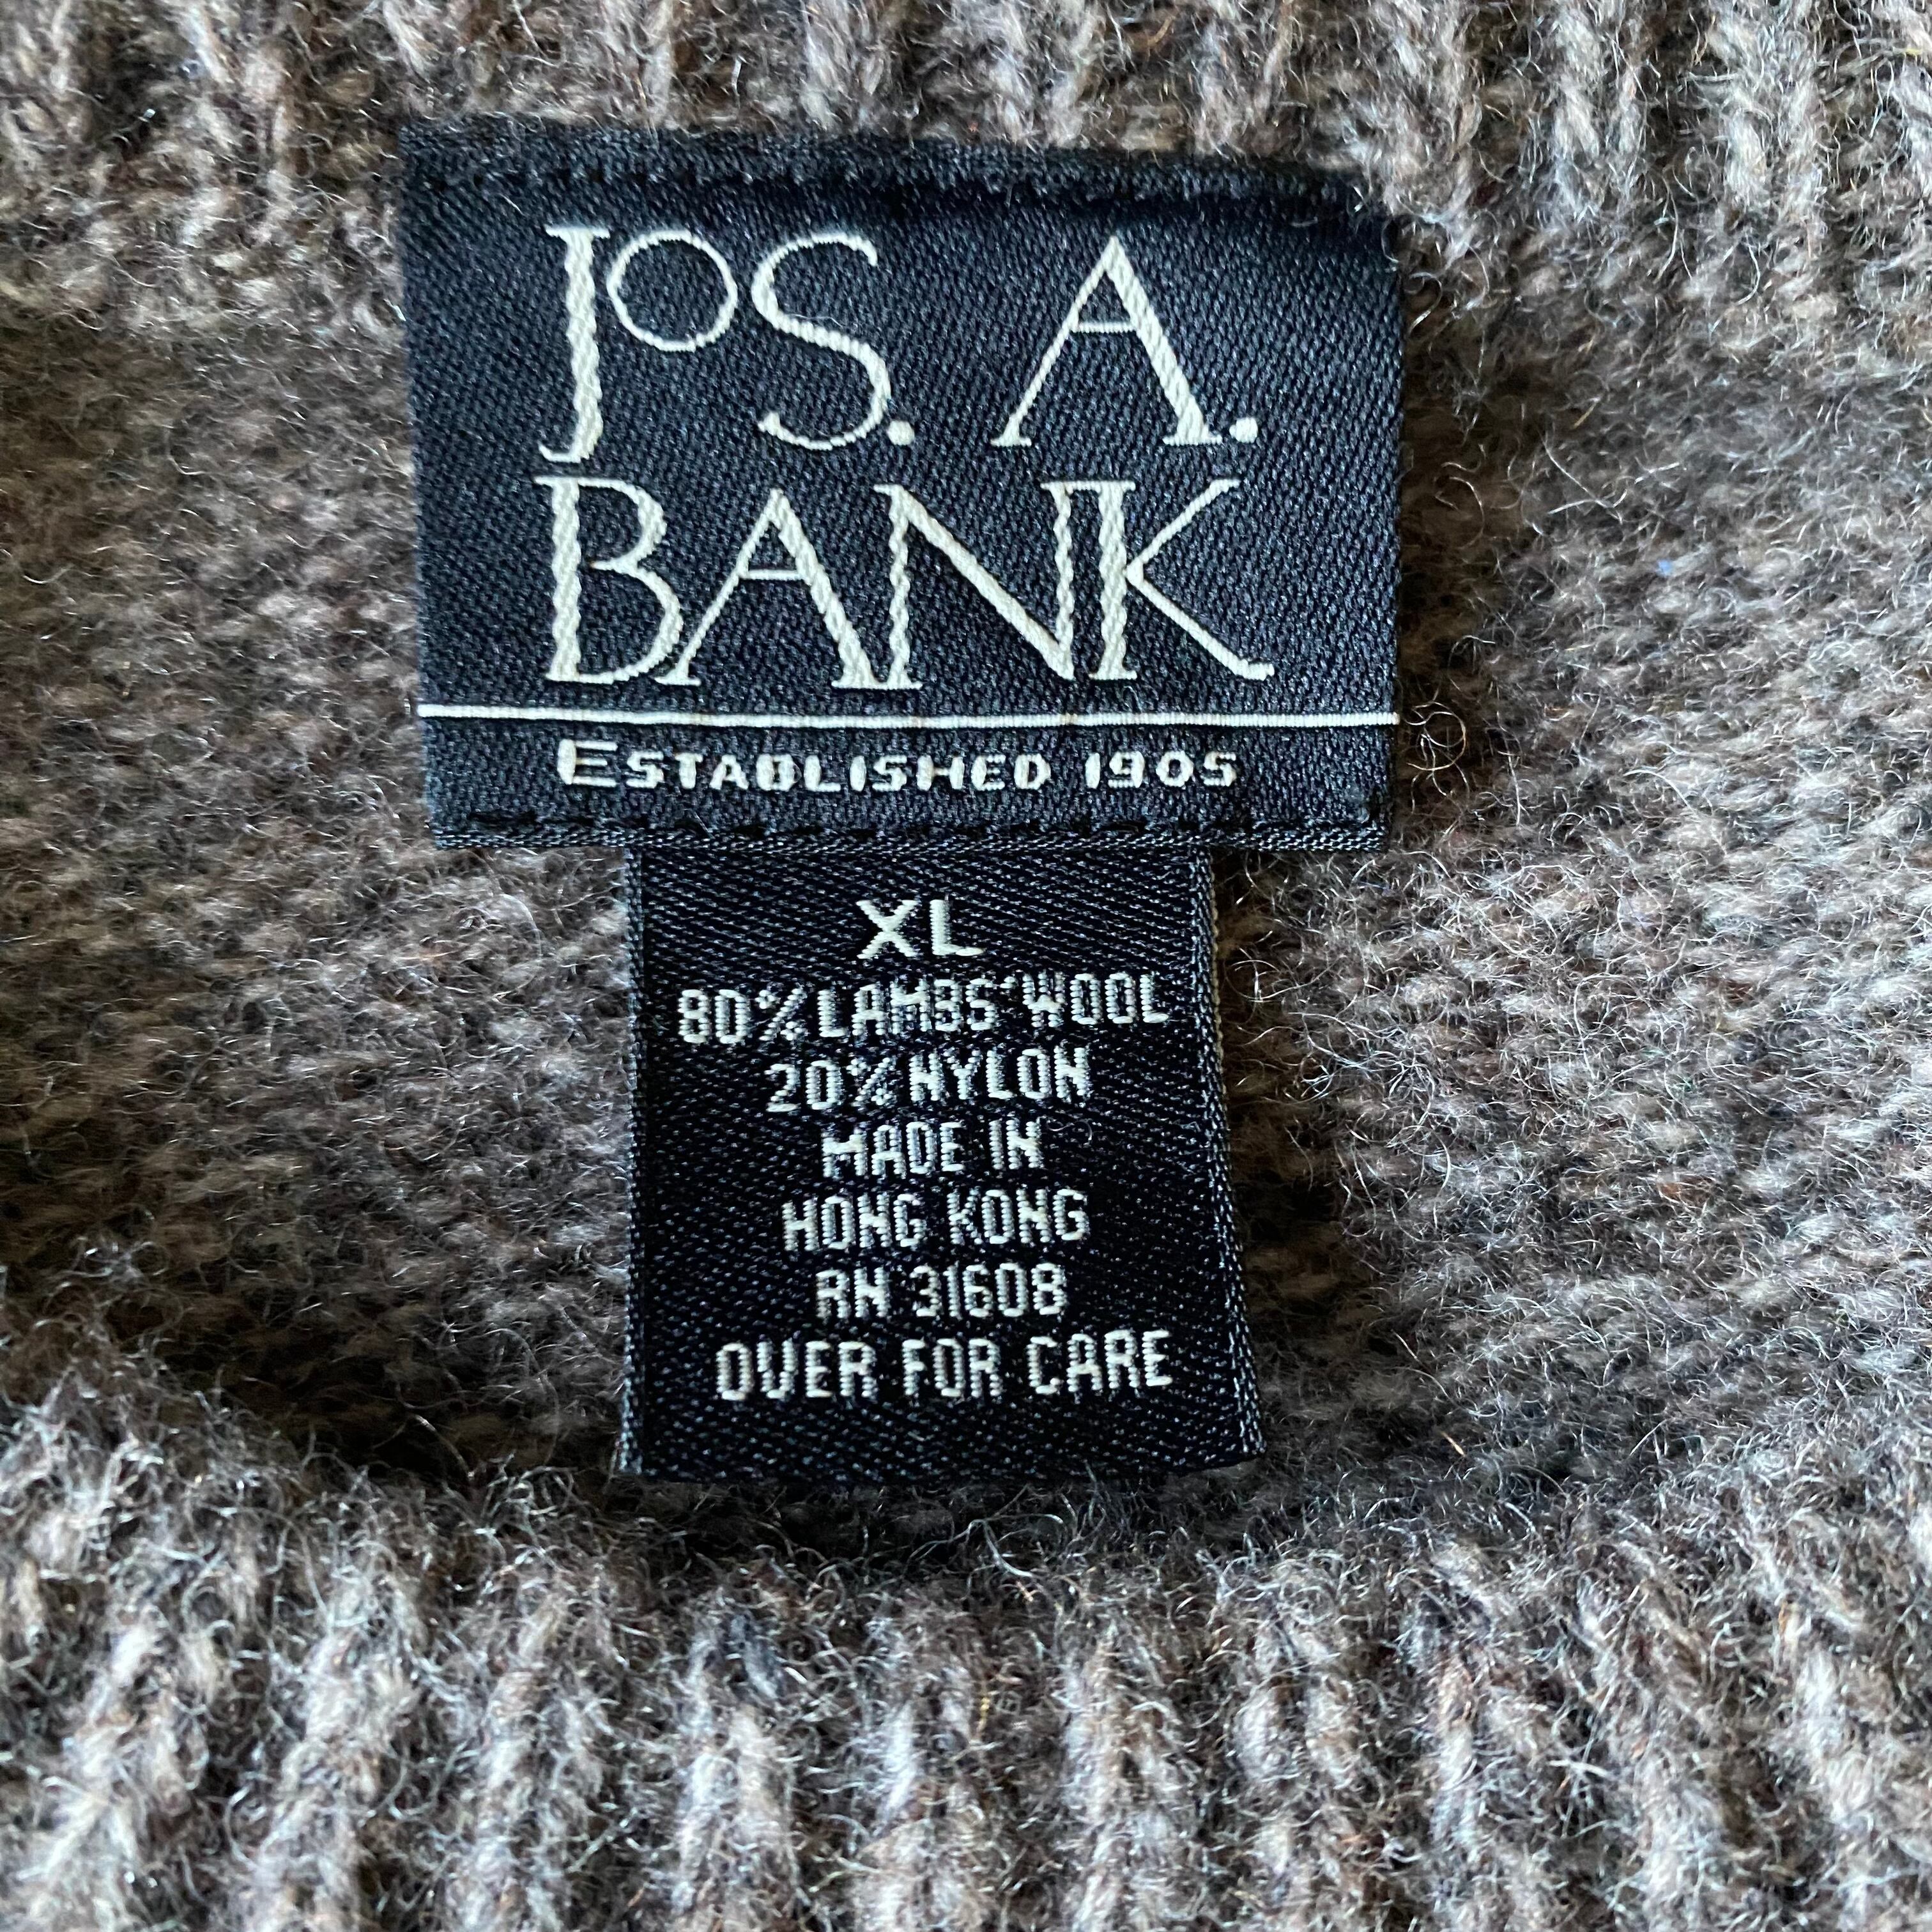 JOS. A.
BANK
ESTABLISHED 1905
XL
80% LAMBS' WOOL
20% NYLON
MADE IN
HONG KONG
RN 31608
OVER FOR CARE